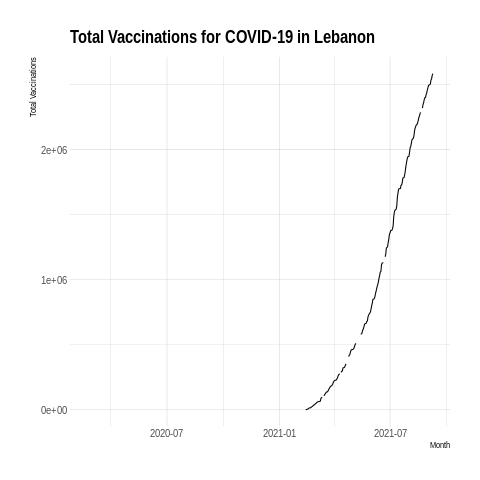 Total Vaccinations for COVID-19 in Lebanon
Total Vaccinations
2e+06
1e+06
0e+00
2020-07 2021-01 2021-07
Month